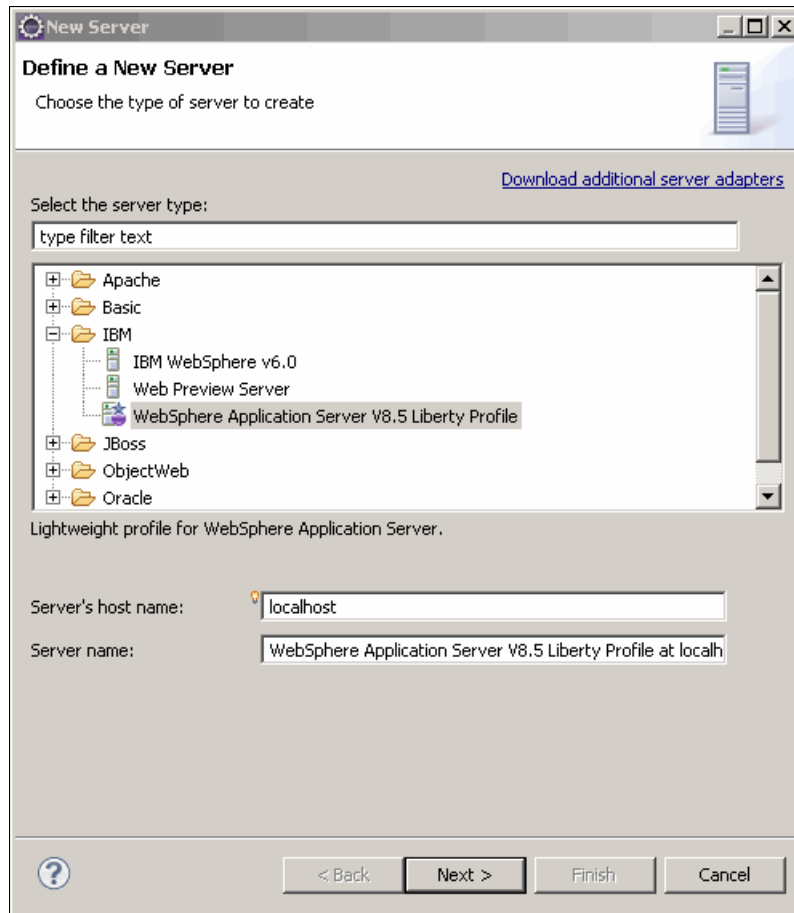 New Server
Define a New Server
Choose the type of server to create
Download additional server adapters
Select the server type:
type filter text
Apache
Basic
IBM
IBM WebSphere v6.0
Web Preview Server
WebSphere Application Server V8.5 Liberty Profile
JBoss
ObjectWeb
Oracle
Lightweight profile for WebSphere Application Server.
Server's host name: localhost
Server name: WebSphere Application Server V8.5 Liberty Profile at localh
? < Back Next > Finish Cancel